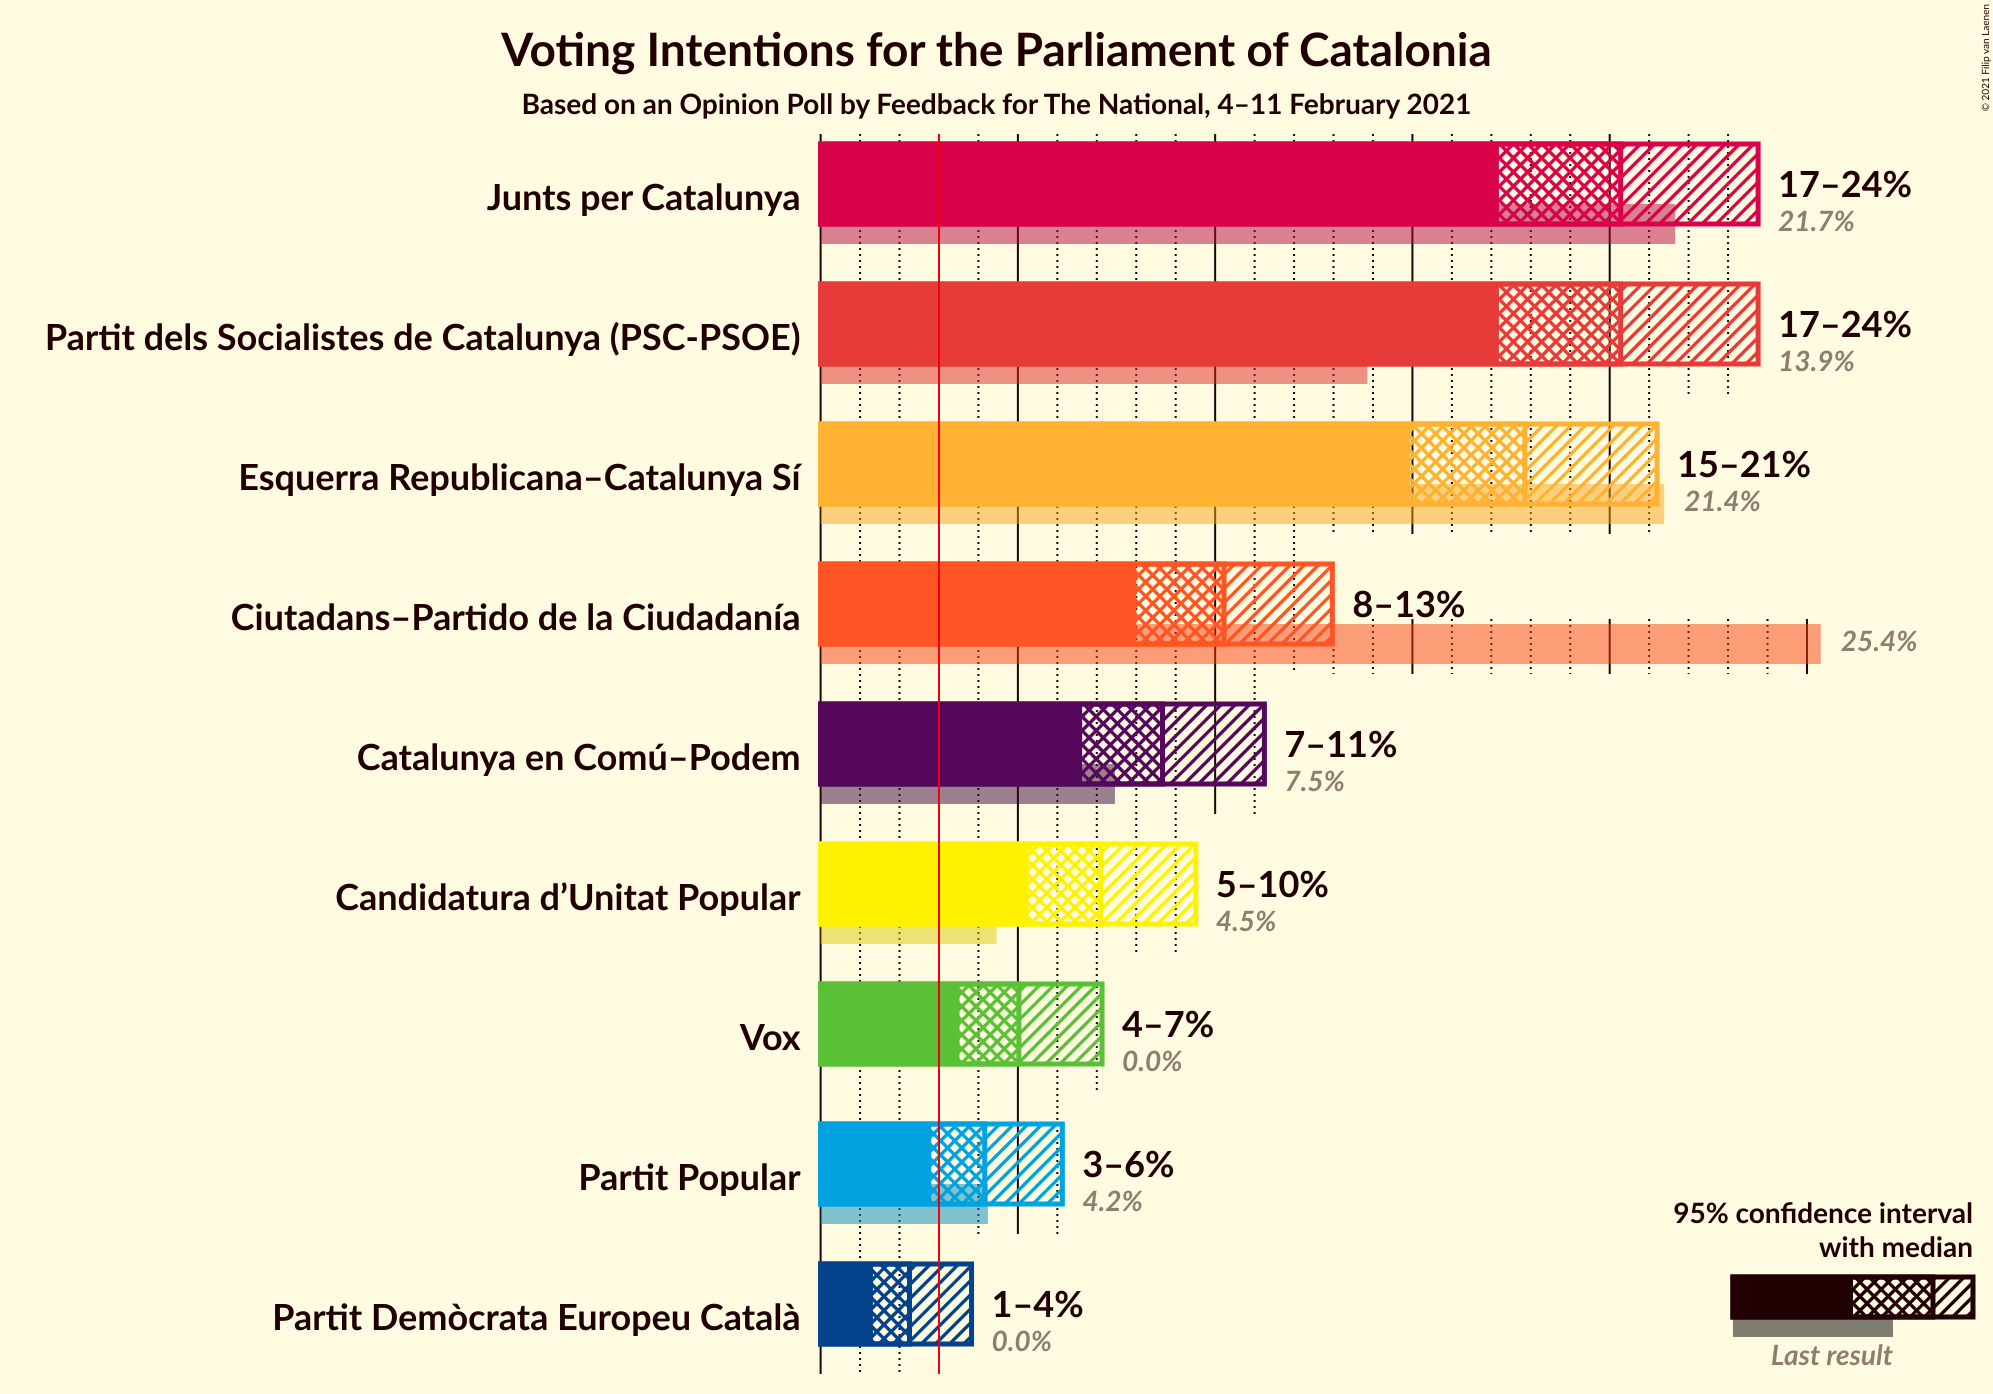 Voting Intentions for the Parliament of Catalonia
Based on an Opinion Poll by Feedback for The National, 4–11 February 2021
© 2021 Filip van Laenen
Junts per Catalunya
17–24%
21.7%
Partit dels Socialistes de Catalunya (PSC-PSOE)
17–24%
13.9%
Esquerra Republicana–Catalunya Sí
15–21%
21.4%
Ciutadans–Partido de la Ciudadanía
8–13%
25.4%
Catalunya en Comú–Podem
7–11%
7.5%
Candidatura d’Unitat Popular
5–10%
4.5%
Vox
4–7%
0.0%
Partit Popular
3–6%
4.2%
Partit Demòcrata Europeu Català
1–4%
0.0%
95% confidence interval
with median
Last result